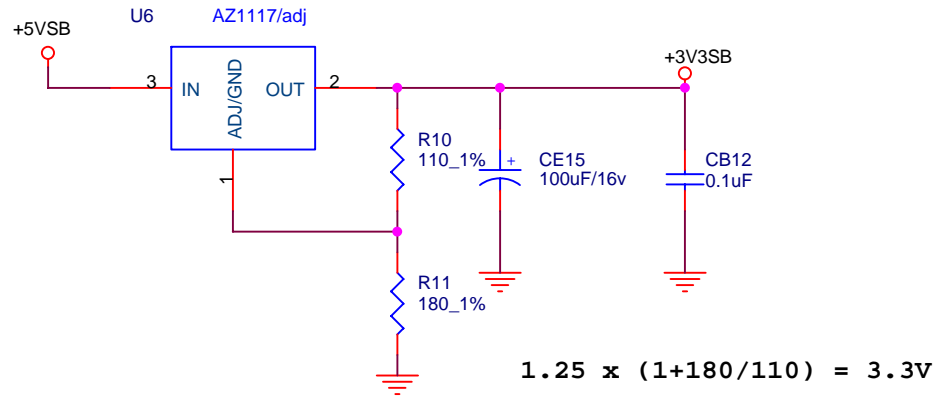 U6 AZ1117/adj
+5VSB
+3V3SB
3 IN ADJ/GND OUT 2
1
R10
110_1%
+ CE15
100uF/16v
CB12
0.1uF
R11
180_1%
1.25 x (1+180/110) = 3.3V